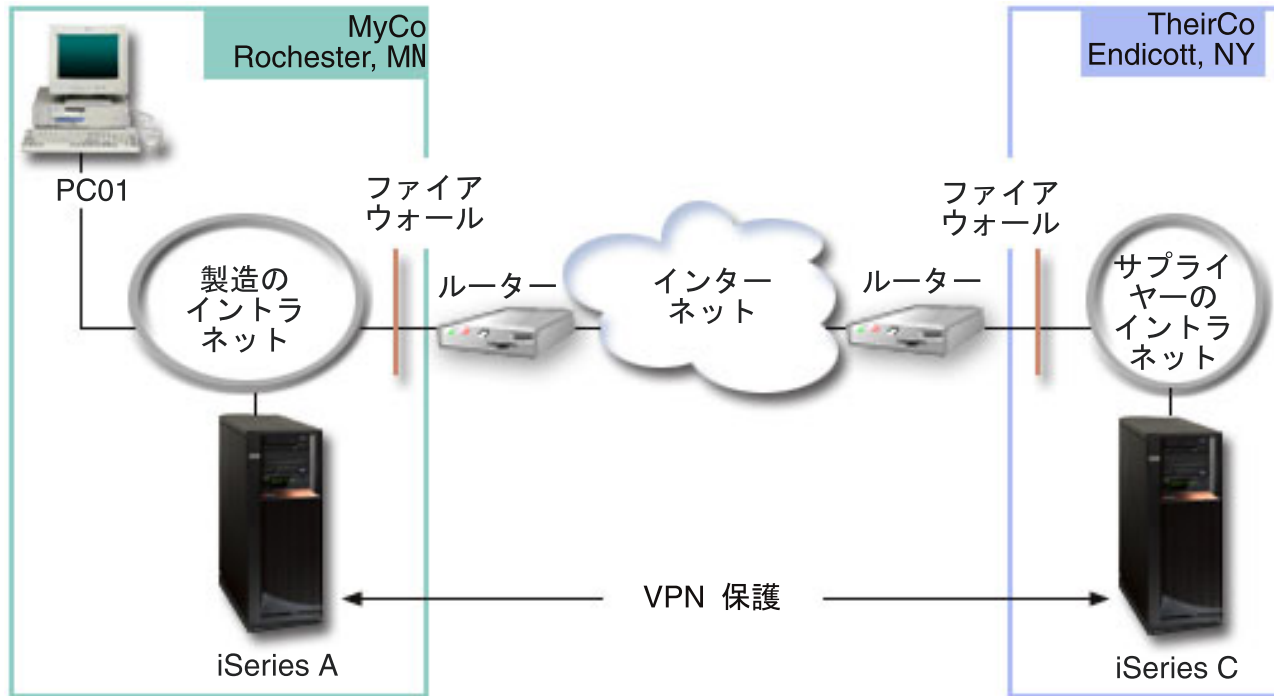 MyCo
Rochester, MN
TheirCo
Endicott, NY
PC01
ファイア
ウォール
ファイア
ウォール
製造の
イントラ
ネット
ルーター
インター
ネット
ルーター
サプライ
ヤーの
イントラ
ネット
VPN 保護
iSeries A
iSeries C